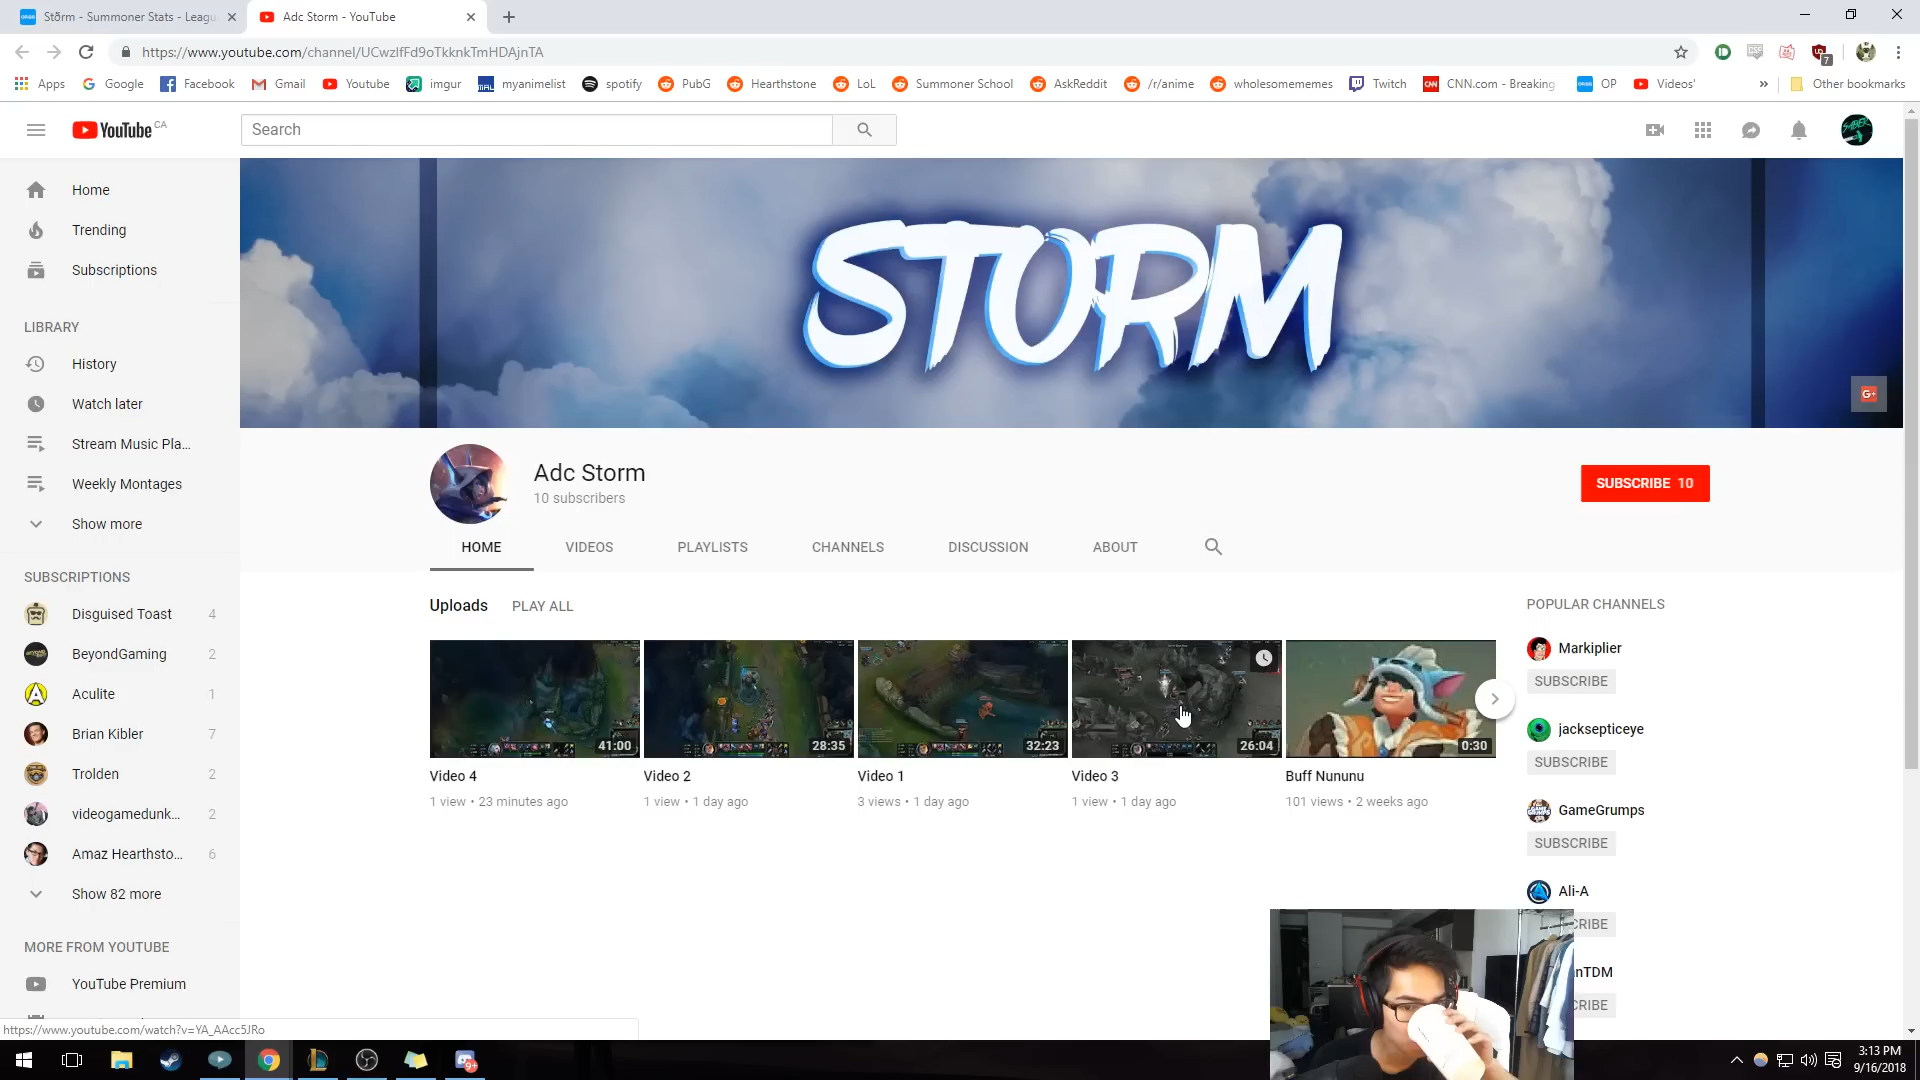 Stðrm - Summoner Stats - Leagu
Adc Storm - YouTube
https://www.youtube.com/channel/UCwzlfFd9oTkknkTmHDAjnTA
7
Apps
Google
Facebook
Gmail
Youtube
imgur
MAL
myanimelist
spotify
PubG
Hearthstone
LoL
Summoner School
AskReddit
/r/anime
wholesomememes
Twitch
CNN.com - Breaking
OP
Videos'
»
Other bookmarks
YouTube CA
Search
Home
Trending
Subscriptions
LIBRARY
History
Watch later
Stream Music Pla...
Weekly Montages
Show more
SUBSCRIPTIONS
Disguised Toast 4
BeyondGaming 2
Aculite 1
Brian Kibler 7
Trolden 2
videogamedunk... 2
Amaz Hearthsto... 6
Show 82 more
MORE FROM YOUTUBE
YouTube Premium
https://www.youtube.com/watch?v=YA_AAcc5JRo
STORM
G+
Adc Storm
10 subscribers
SUBSCRIBE 10
HOME
VIDEOS
PLAYLISTS
CHANNELS
DISCUSSION
ABOUT
Uploads PLAY ALL
41:00
28:35
32:23
26:04
0:30
Video 4
1 view • 23 minutes ago
Video 2
1 view • 1 day ago
Video 1
3 views • 1 day ago
Video 3
1 view • 1 day ago
Buff Nununu
101 views • 2 weeks ago
POPULAR CHANNELS
Markiplier
SUBSCRIBE
jacksepticeye
SUBSCRIBE
GameGrumps
SUBSCRIBE
Ali-A
CRIBE
nTDM
CRIBE
9+
3:13 PM
9/16/2018